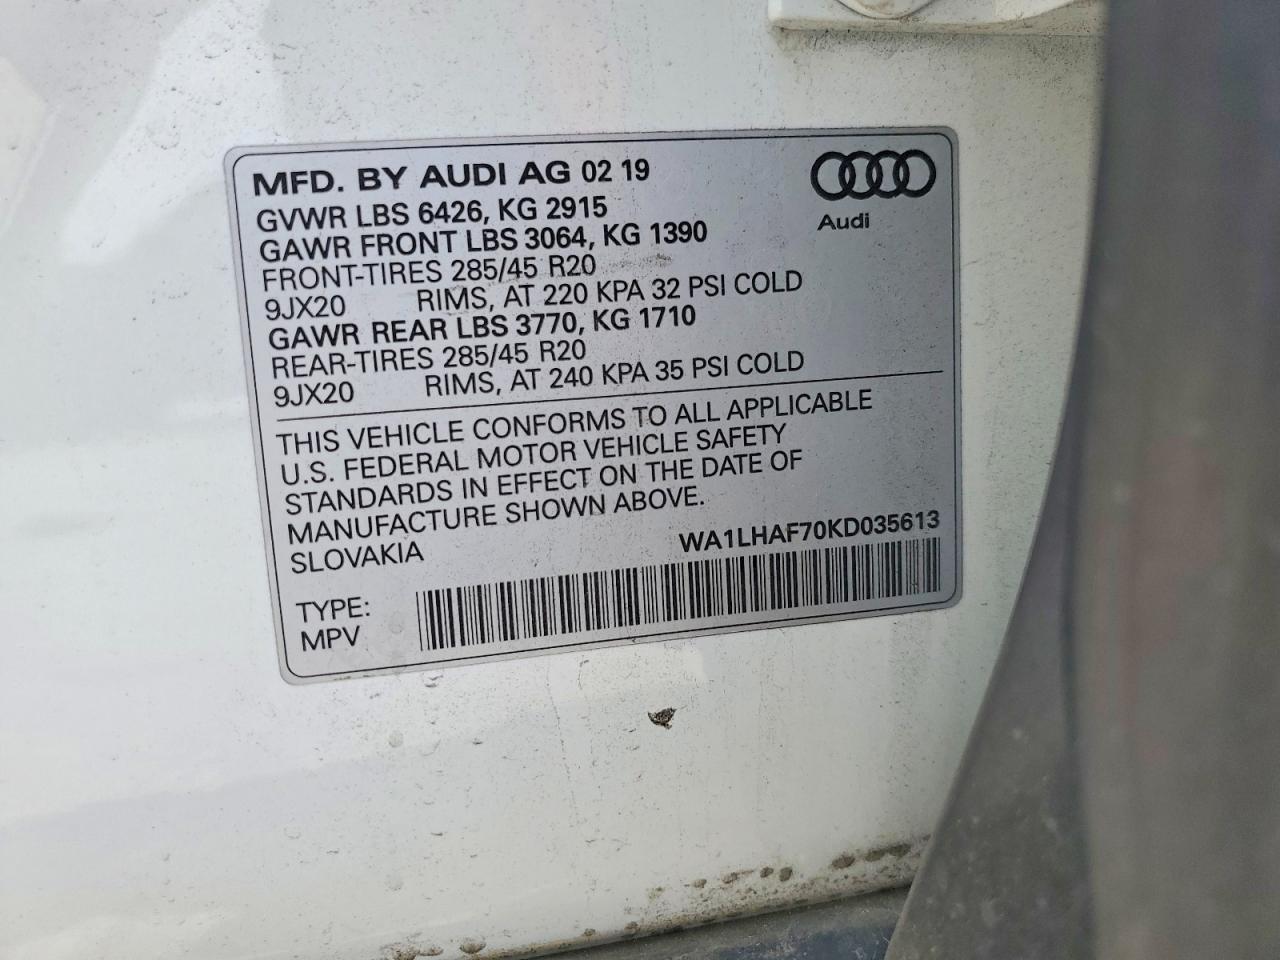 MFD. BY AUDI AG 02 19
GVWR LBS 6426, KG 2915
GAWR FRONT LBS 3064, KG 1390
FRONT-TIRES 285/45 R20
9JX20 RIMS, AT 220 KPA 32 PSI COLD
GAWR REAR LBS 3770, KG 1710
REAR-TIRES 285/45 R20
9JX20 RIMS, AT 240 KPA 35 PSI COLD
Audi
THIS VEHICLE CONFORMS TO ALL APPLICABLE
U.S. FEDERAL MOTOR VEHICLE SAFETY
STANDARDS IN EFFECT ON THE DATE OF
MANUFACTURE SHOWN ABOVE.
SLOVAKIA
WA1LHAF70KD035613
TYPE:
MPV